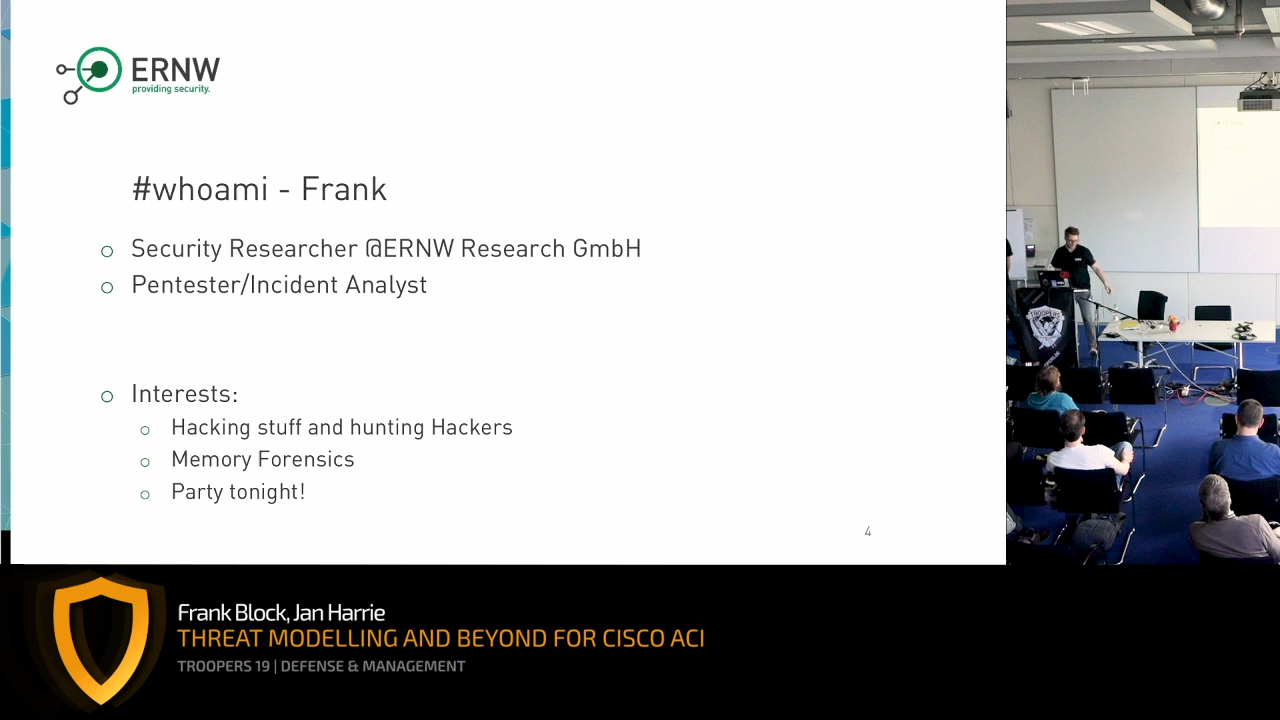 ERNW
providing security.
#whoami - Frank
Security Researcher @ERNW Research GmbH
Pentester/Incident Analyst
Interests:
Hacking stuff and hunting Hackers
Memory Forensics
Party tonight!
4
TROOPERS
Frank Block, Jan Harrie
THREAT MODELLING AND BEYOND FOR CISCO ACI
TROOPERS 19 | DEFENSE & MANAGEMENT